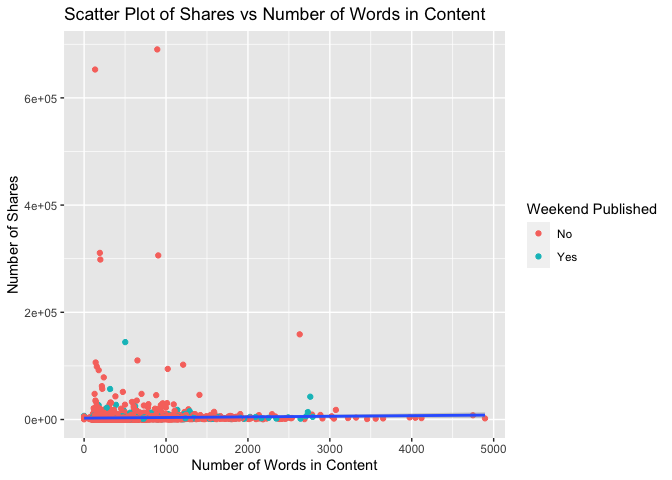 Scatter Plot of Shares vs Number of Words in Content
6e+05
4e+05
2e+05
0e+00
Number of Shares
0
1000
2000
3000
4000
5000
Number of Words in Content
Weekend Published
No
Yes